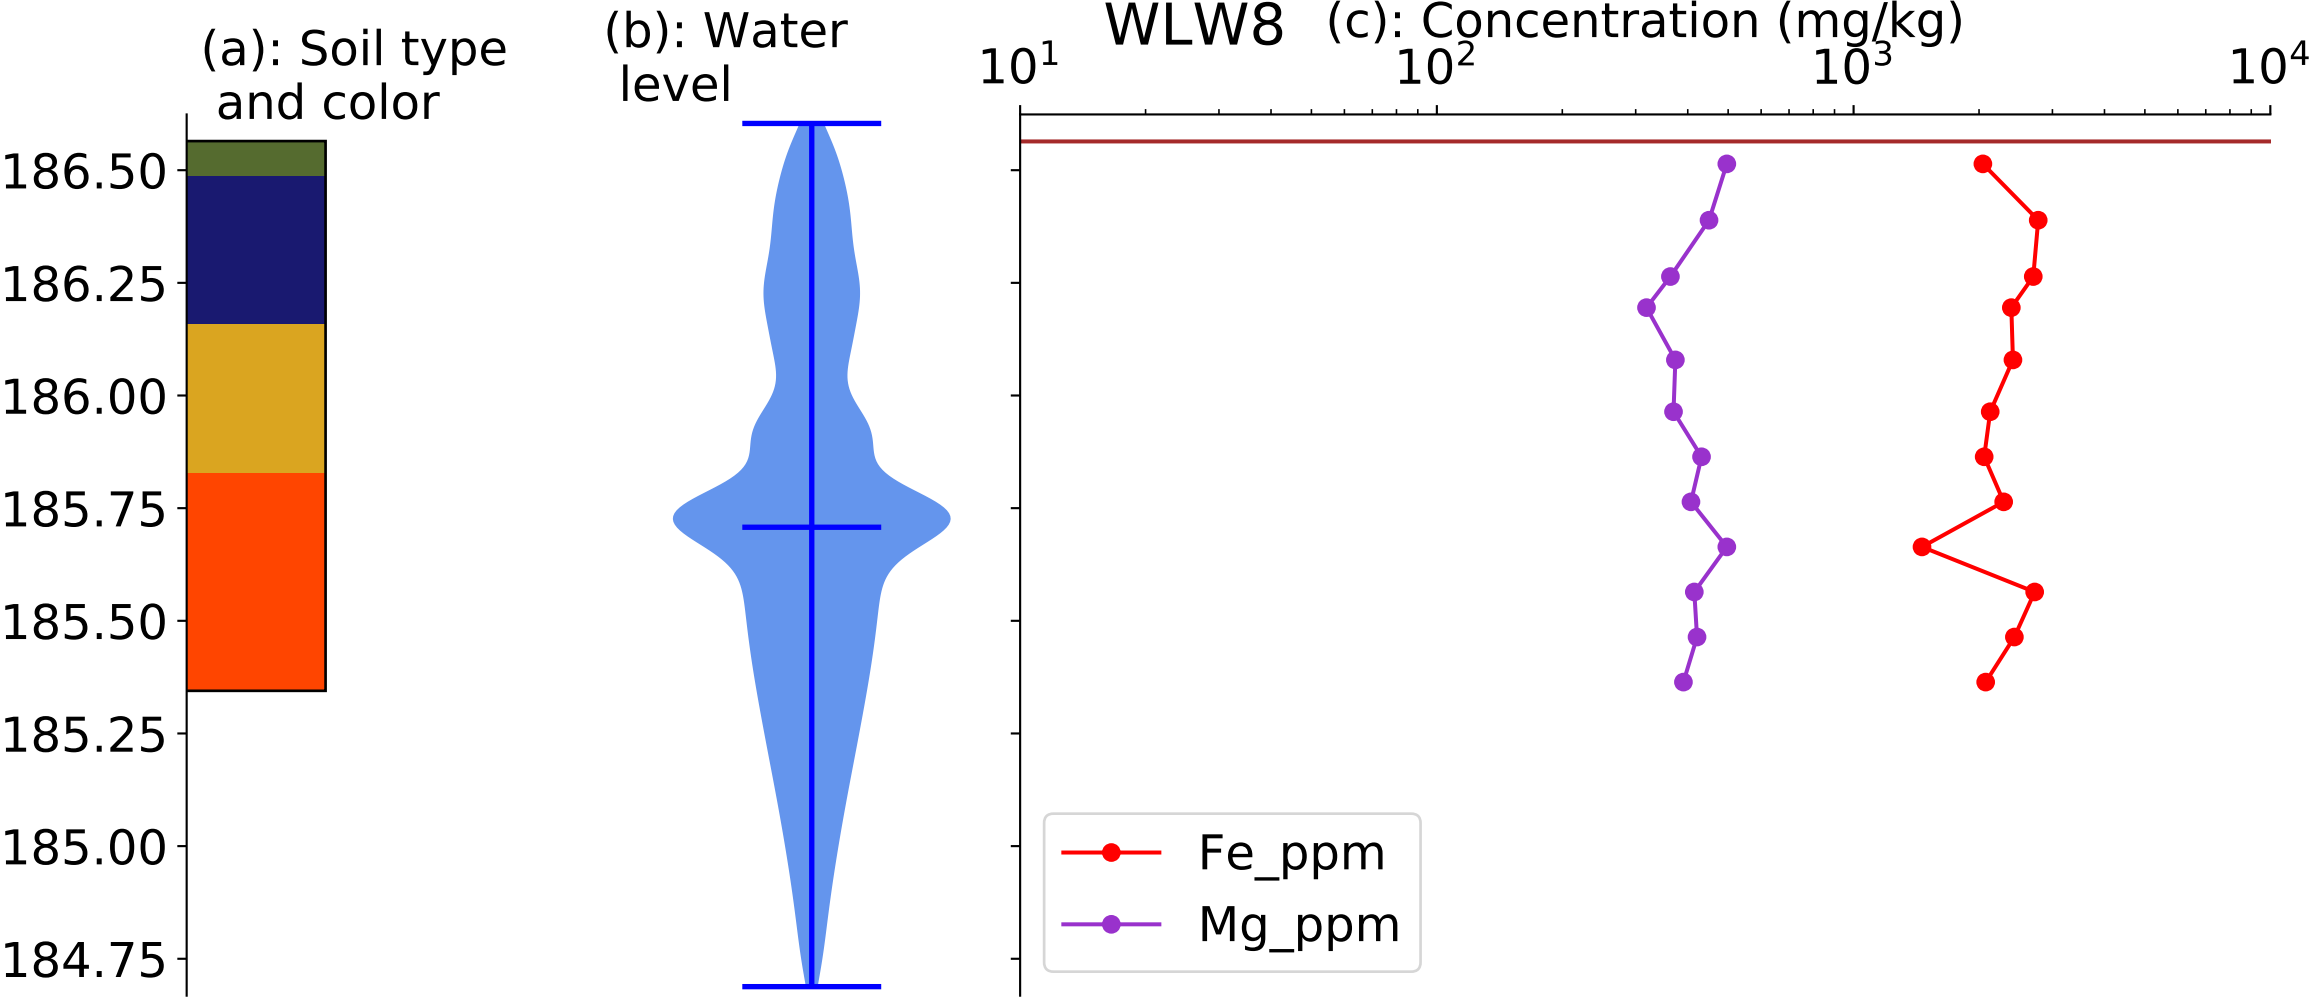 (a): Soil type
and color
(b): Water
level
WLW8
(c): Concentration (mg/kg)
10¹ 10² 10³ 10⁴
186.50
186.25
186.00
185.75
185.50
185.25
185.00
184.75
Fe_ppm
Mg_ppm